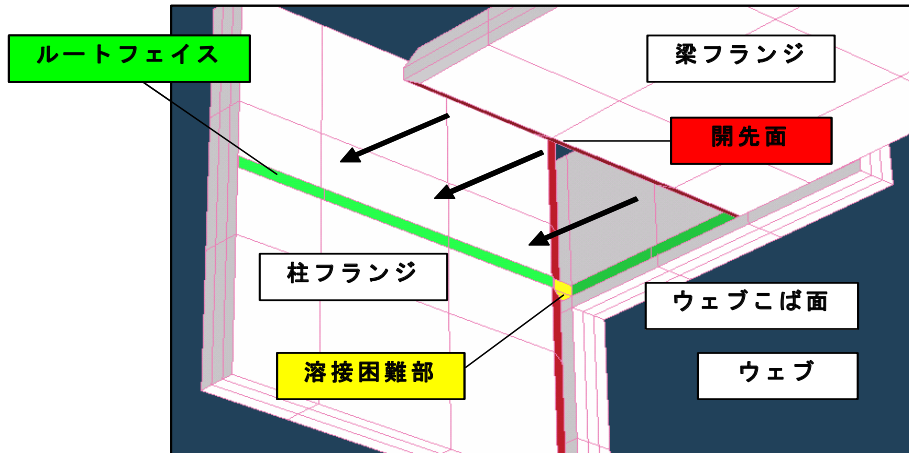 ルートフェイス
梁フランジ
開先面
柱フランジ
ウェブこば面
溶接困難部
ウェブ